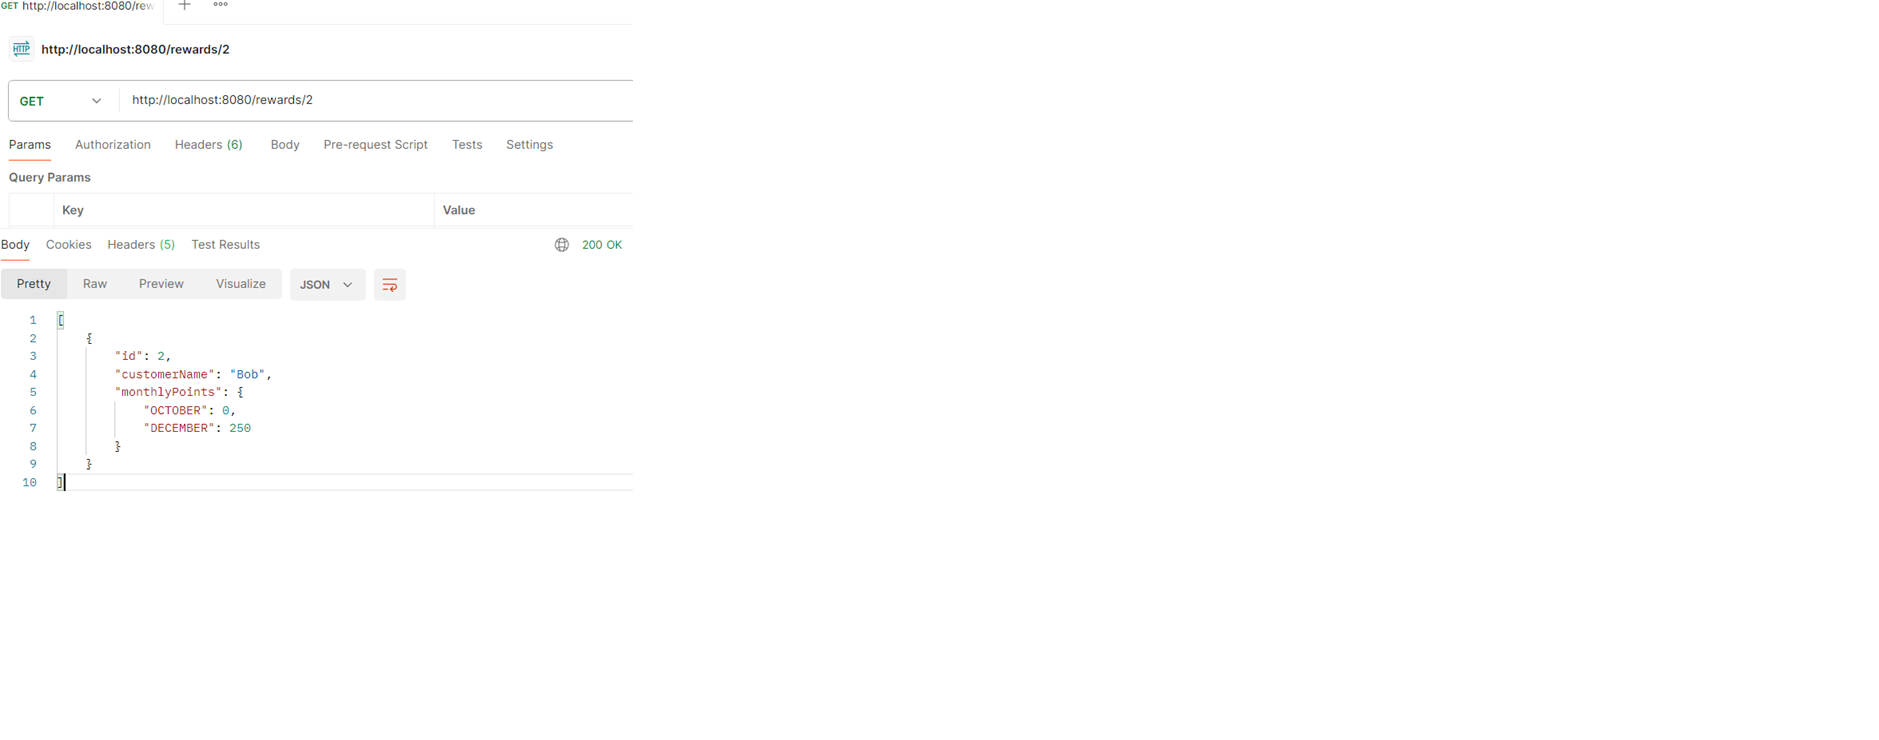 GET http://localhost:8080/rew
HTTP http://localhost:8080/rewards/2
GET http://localhost:8080/rewards/2
Params Authorization Headers (6) Body Pre-request Script Tests Settings
Query Params
Key Value
Body Cookies Headers (5) Test Results 200 OK
Pretty Raw Preview Visualize JSON
1 [
2 {
3 "id": 2,
4 "customerName": "Bob",
5 "monthlyPoints": {
6 "OCTOBER": 0,
7 "DECEMBER": 250
8 }
9 }
10 ]